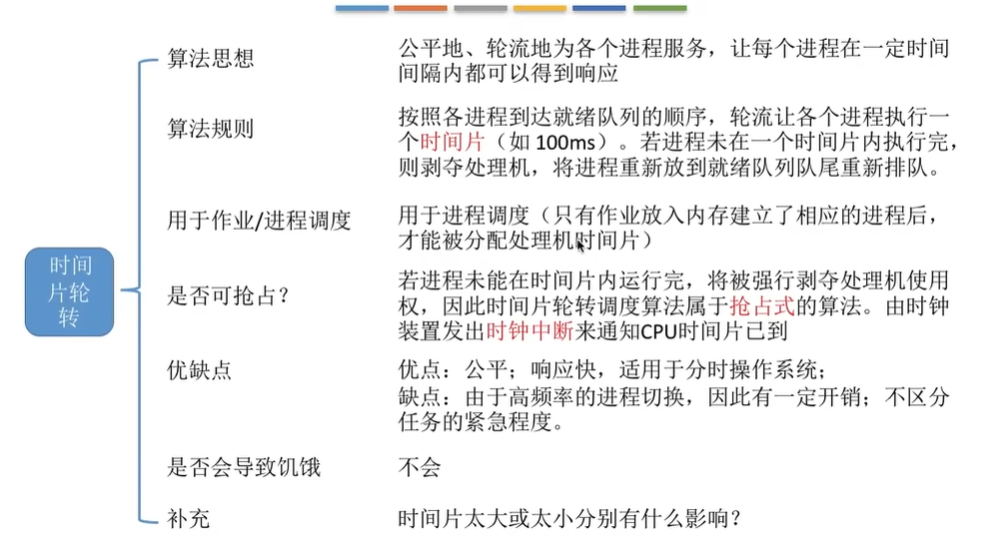 算法思想
公平地、轮流地为各个进程服务，让每个进程在一定时间
间隔内都可以得到响应
算法规则
按照各进程到达就绪队列的顺序，轮流让各个进程执行一
个时间片（如 100ms）。若进程未在一个时间片内执行完，
则剥夺处理机，将进程重新放到就绪队列队尾重新排队。
用于作业/进程调度
用于进程调度（只有作业放入内存建立了相应的进程后，
才能被分配处理机时间片）
时间
片轮
转
是否可抢占？
若进程未能在时间片内运行完，将被强行剥夺处理机使用
权，因此时间片轮转调度算法属于抢占式的算法。由时钟
装置发出时钟中断来通知CPU时间片已到
优缺点
优点：公平；响应快，适用于分时操作系统；
缺点：由于高频率的进程切换，因此有一定开销；不区分
任务的紧急程度。
是否会导致饥饿
不会
补充
时间片太大或太小分别有什么影响？